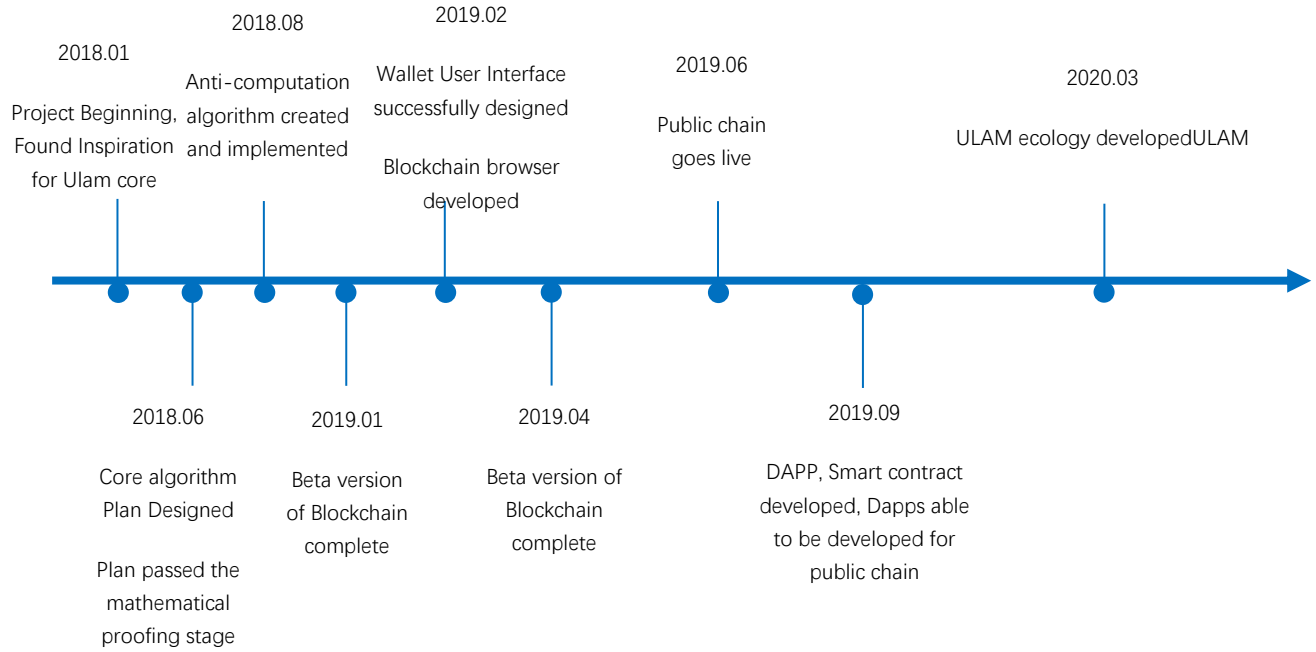 2018.01
Project Beginning,
Found Inspiration
for Ulam core
2018.08
Anti-computation
algorithm created
and implemented
2019.02
Wallet User Interface
successfully designed
Blockchain browser
developed
2019.06
Public chain
goes live
2020.03
ULAM ecology developedULAM
2018.06
Core algorithm
Plan Designed
Plan passed the
mathematical
proofing stage
2019.01
Beta version
of Blockchain
complete
2019.04
Beta version of
Blockchain
complete
2019.09
DAPP, Smart contract
developed, Dapps able
to be developed for
public chain